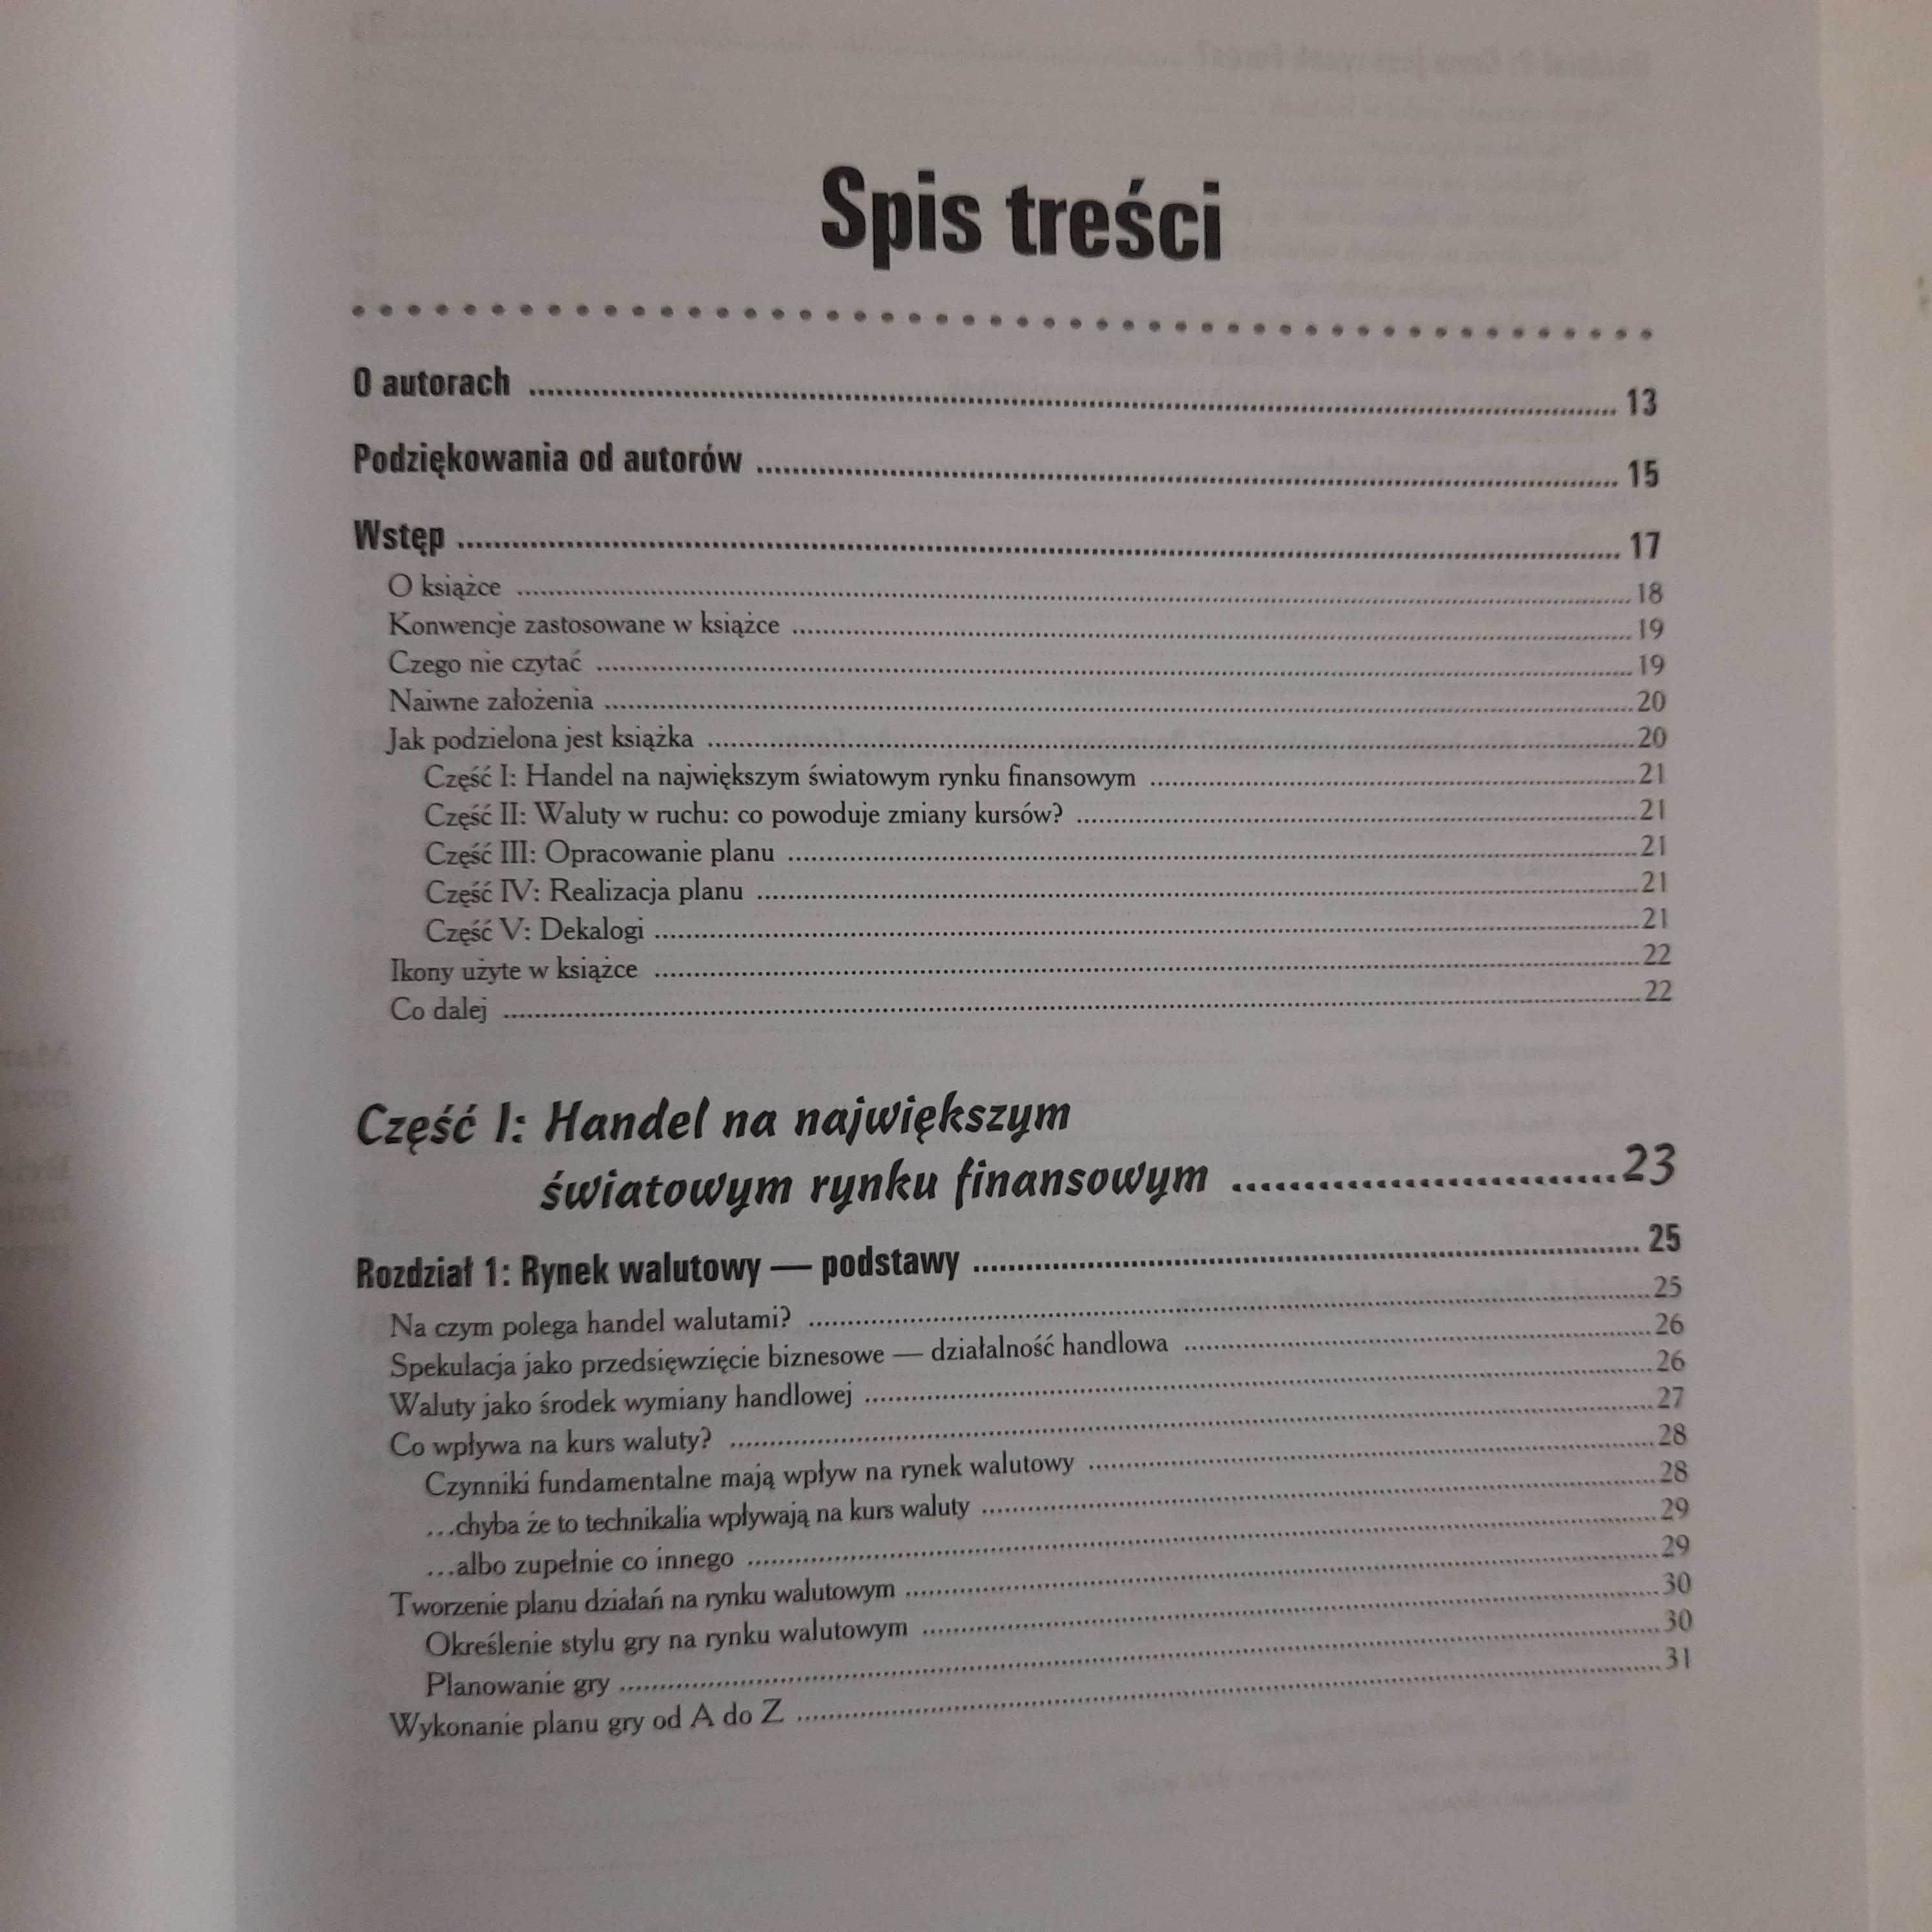 Spis treści
O autorach ........ 13
Podziękowania od autorów ........ 15
Wstęp ........ 17
O książce ........ 18
Konwencje zastosowane w książce ........ 19
Czego nie czytać ........ 19
Naiwne założenia ........ 20
Jak podzielona jest książka ........ 20
Część I: Handel na największym światowym rynku finansowym ........ 21
Część II: Waluty w ruchu: co powoduje zmiany kursów? ........ 21
Część III: Opracowanie planu ........ 21
Część IV: Realizacja planu ........ 21
Część V: Dekalogi ........ 21
Ikony użyte w książce ........ 22
Co dalej ........ 22
Część I: Handel na największym
światowym rynku finansowym ........ 23
Rozdział 1: Rynek walutowy — podstawy ........ 25
Na czym polega handel walutami? ........ 25
Spekulacja jako przedsięwzięcie biznesowe — działalność handlowa ........ 26
Waluty jako środek wymiany handlowej ........ 26
Co wpływa na kurs waluty? ........ 27
Czynniki fundamentalne mają wpływ na rynek walutowy ........ 28
...chyba że to technikalia wpływają na kurs waluty ........ 28
...albo zupełnie co innego ........ 29
Tworzenie planu działań na rynku walutowym ........ 29
Określenie stylu gry na rynku walutowym ........ 30
Planowanie gry ........ 30
Wykonanie planu gry od A do Z ........ 31